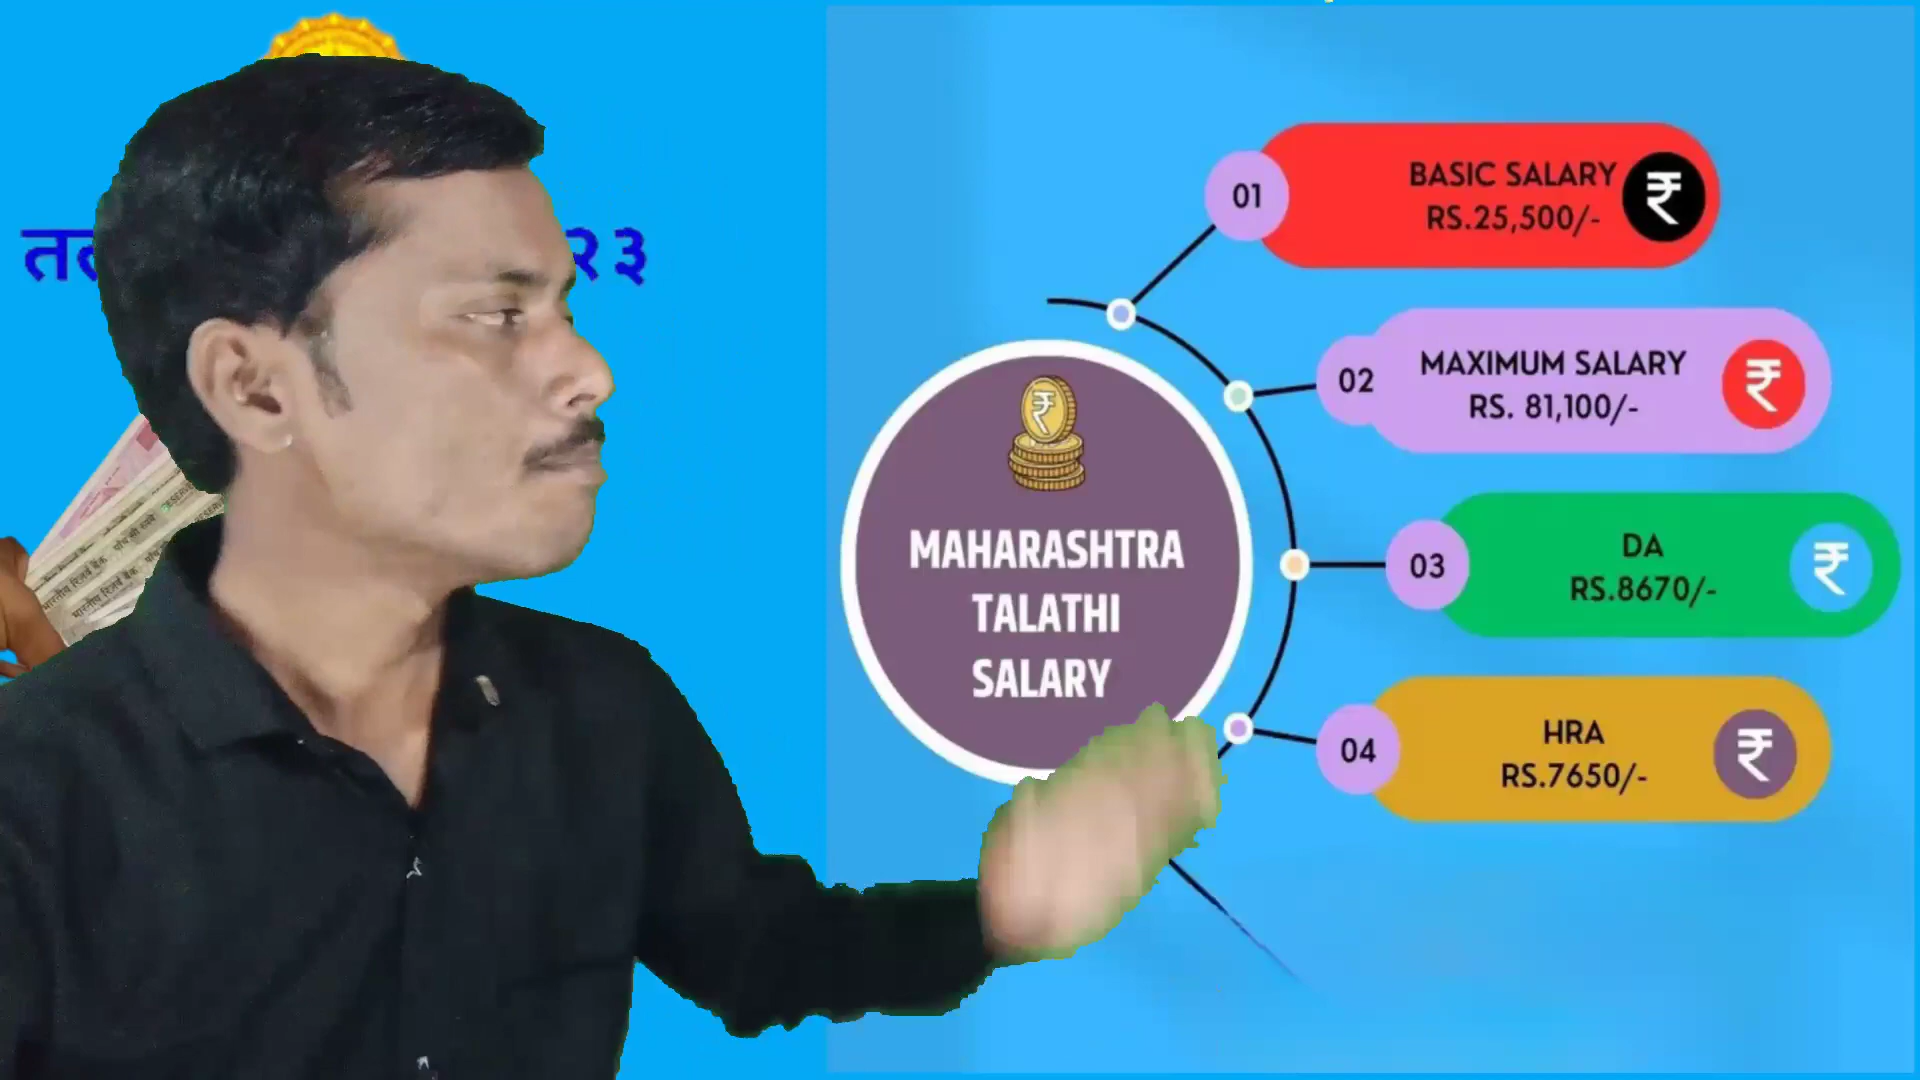 २३
BASIC SALARY
RS.25,500/-
01
MAXIMUM SALARY
RS. 81,100/-
02
DA
RS.8670/-
03
HRA
RS.7650/-
04
MAHARASHTRA
TALATHI
SALARY